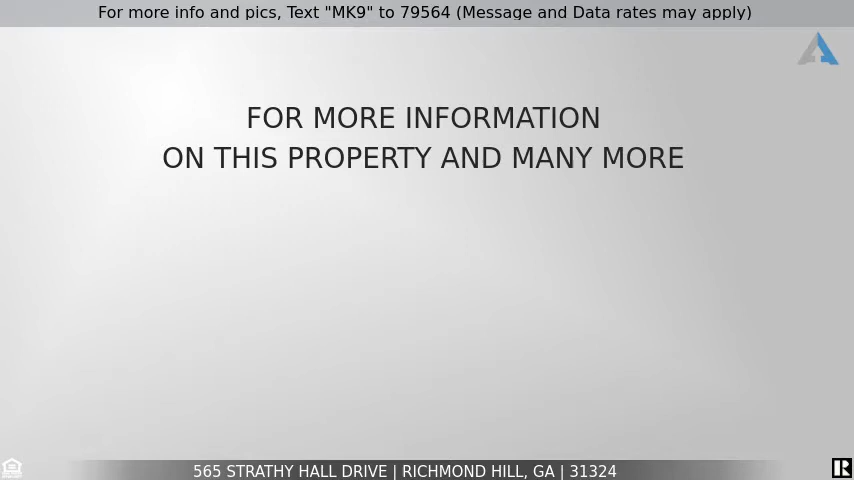 For more info and pics, Text "MK9" to 79564 (Message and Data rates may apply)
FOR MORE INFORMATION
ON THIS PROPERTY AND MANY MORE
565 STRATHY HALL DRIVE | RICHMOND HILL, GA | 31324